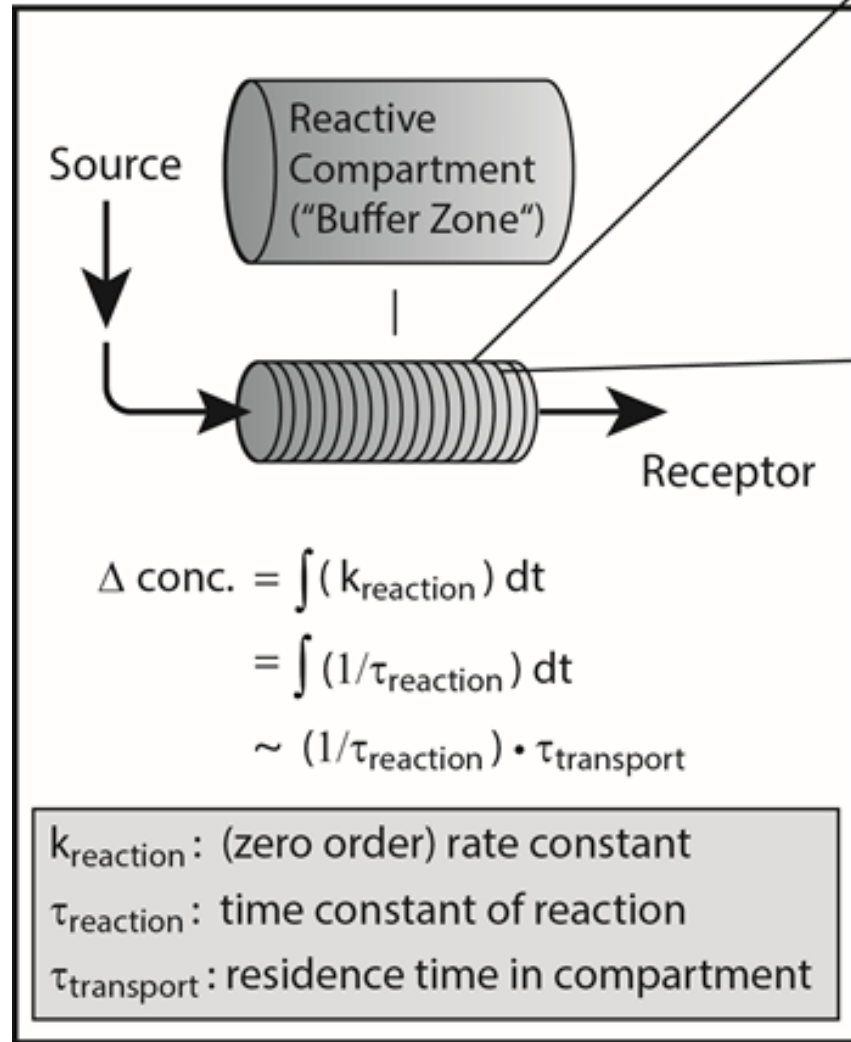 Source
Reactive
Compartment
("Buffer Zone“)
Receptor
Δ conc. = ∫(k_reaction) dt
= ∫(1/τ_reaction) dt
~ (1/τ_reaction) • τ_transport
k_reaction: (zero order) rate constant
τ_reaction: time constant of reaction
τ_transport: residence time in compartment